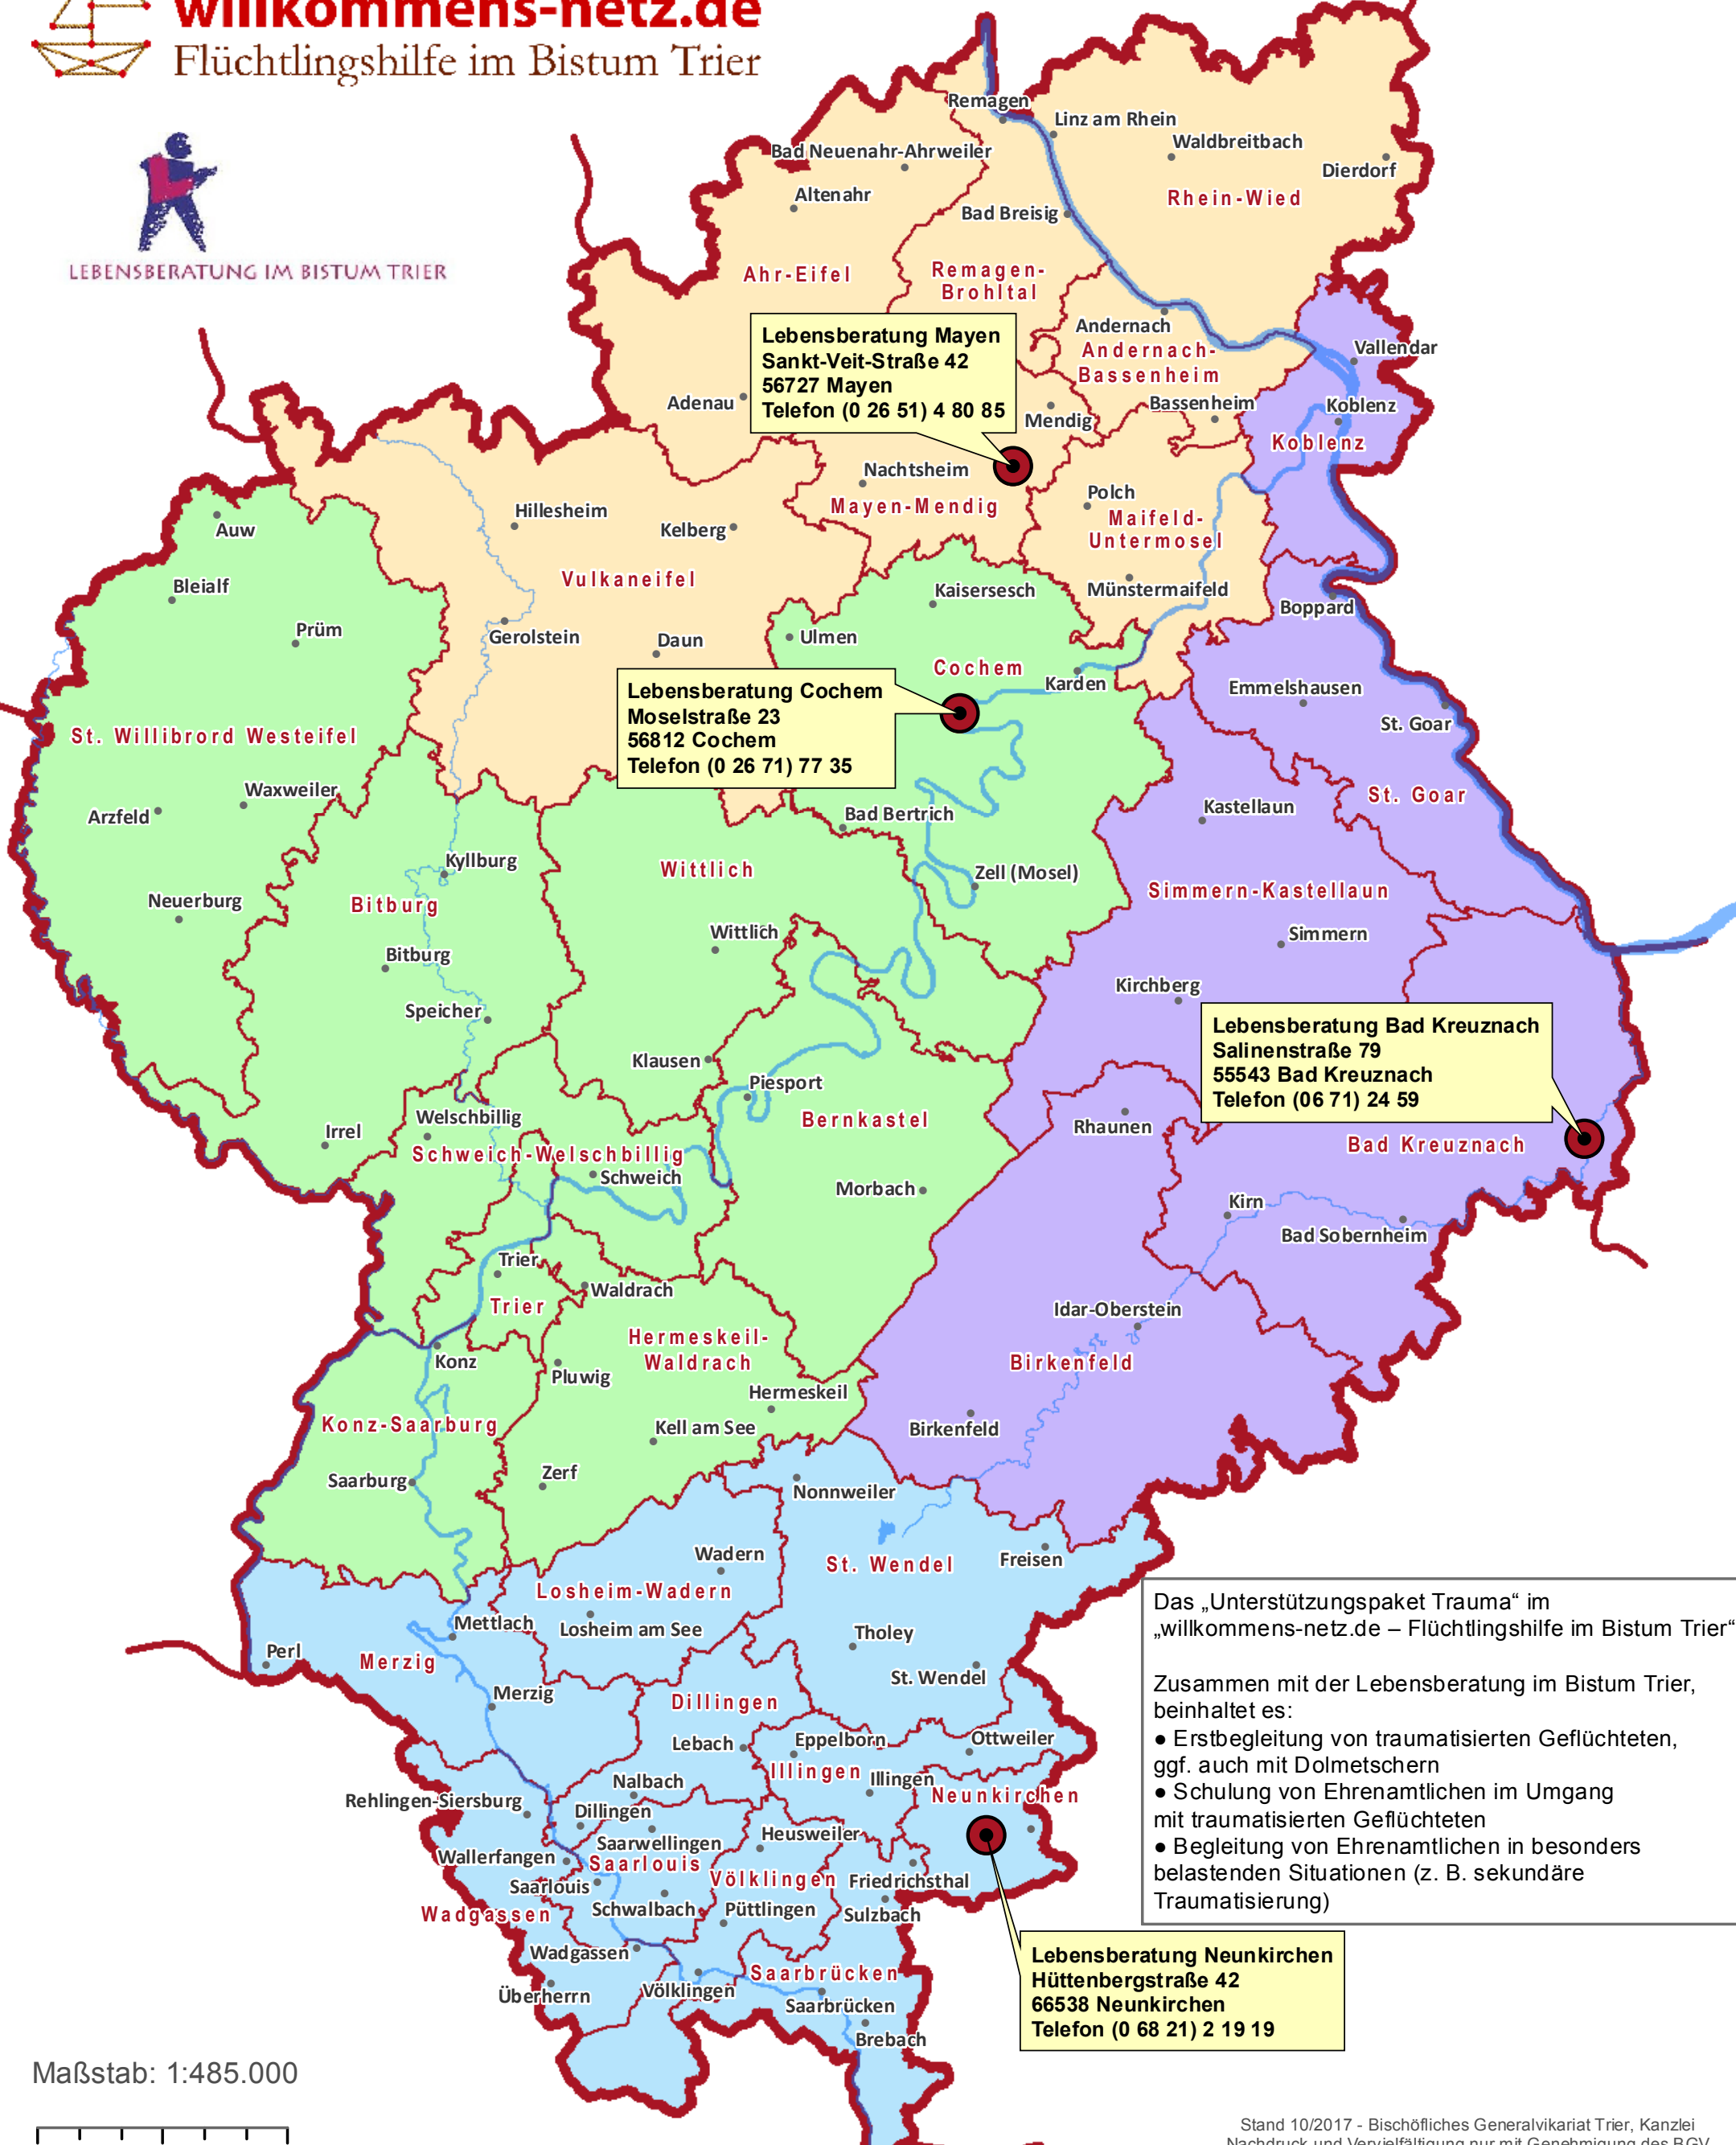 willkommens-netz.de
Flüchtlingshilfe im Bistum Trier
LEBENSBERATUNG IM BISTUM TRIER
Remagen
Linz am Rhein
Waldbreitbach
Dierdorf
Bad Neuenahr-Ahrweiler
Altenahr
Rhein-Wied
Bad Breisig
Ahr-Eifel
Remagen-
Brohltal
Lebensberatung Mayen
Sankt-Veit-Straße 42
56727 Mayen
Telefon (0 26 51) 4 80 85
Andernach
Andernach-
Bassenheim
Vallendar
Adenau
Mendig
Bassenheim
Koblenz
Koblenz
Nachtsheim
Mayen-Mendig
Polch
Maifeld-
Untermosel
Münstermaifeld
Auw
Hillesheim
Kelberg
Bleialf
Vulkaneifel
Kaisersesch
Boppard
Prüm
Gerolstein
Daun
Ulmen
Cochem
Karden
Emmelshausen
St. Goar
Lebensberatung Cochem
Moselstraße 23
56812 Cochem
Telefon (0 26 71) 77 35
St. Willibrord Westeifel
Waxweiler
Arzfeld
Bad Bertrich
Kastellaun
St. Goar
Kyllburg
Wittlich
Zell (Mosel)
Simmern-Kastellaun
Neuerburg
Bitburg
Wittlich
Simmern
Bitburg
Kirchberg
Speicher
Lebensberatung Bad Kreuznach
Salinenstraße 79
55543 Bad Kreuznach
Telefon (06 71) 24 59
Klausen
Piesport
Bernkastel
Welschbillig
Rhaunen
Irrel
Bad Kreuznach
Schweich-Welschbillig
Schweich
Morbach
Kirn
Bad Sobernheim
Trier
Waldrach
Trier
Idar-Oberstein
Hermeskeil-
Waldrach
Konz
Pluwig
Birkenfeld
Hermeskeil
Konz-Saarburg
Kell am See
Birkenfeld
Saarburg
Zerf
Nonnweiler
Wadern
St. Wendel
Freisen
Losheim-Wadern
Mettlach
Losheim am See
Tholey
Perl
Merzig
St. Wendel
Merzig
Dillingen
Lebach
Eppelborn
Ottweiler
Illingen
Illingen
Nalbach
Neunkirchen
Rehlingen-Siersburg
Dillingen
Saarwellingen
Heusweiler
Wallerfangen
Saarlouis
Völklingen
Friedrichsthal
Saarlouis
Schwalbach
Püttlingen
Sulzbach
Wadgassen
Wadgassen
Saarbrücken
Überherrn
Völklingen
Saarbrücken
Brebach
Das „Unterstützungspaket Trauma“ im
„willkommens-netz.de – Flüchtlingshilfe im Bistum Trier“
Zusammen mit der Lebensberatung im Bistum Trier,
beinhaltet es:
● Erstbegleitung von traumatisierten Geflüchteten,
ggf. auch mit Dolmetschern
● Schulung von Ehrenamtlichen im Umgang
mit traumatisierten Geflüchteten
● Begleitung von Ehrenamtlichen in besonders
belastenden Situationen (z. B. sekundäre
Traumatisierung)
Lebensberatung Neunkirchen
Hüttenbergstraße 42
66538 Neunkirchen
Telefon (0 68 21) 2 19 19
Maßstab: 1:485.000
Stand 10/2017 - Bischöfliches Generalvikariat Trier, Kanzlei
Nachdruck und Vervielfältigung nur mit Genehmigung des BGV